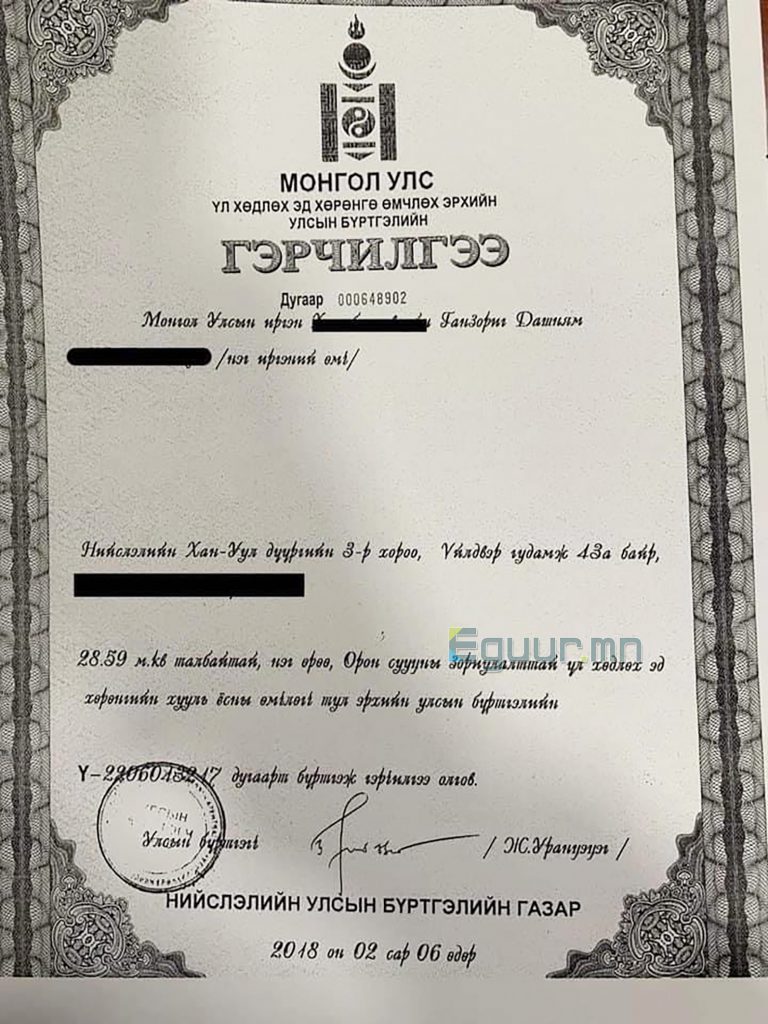 МОНГОЛ УЛС
ҮЛ ХӨДЛӨХ ЭД ХӨРӨНГӨ ӨМЧЛӨХ ЭРХИЙН
УЛСЫН БҮРТГЭЛИЙН
ГЭРЧИЛГЭЭ
Дугаар 000648902
Монгол Улсын иргэн Ганзориг Дашням
/нэг иргэний өмч/
Нийслэлийн Хан-Уул дүүргийн 3-р хороо, Үйлдвэр гудамж 43а байр,
Eguur.mn
28.59 м.кв талбайтай, нэг өрөө, Орон сууцны зориулалттай үл хөдлөх эд
хөрөнгийн хууль ёсны өмчлөгч тул эрхийн улсын бүртгэлийн
Ү-2206043217 дугаарт бүртгэж гэрчилгээ олгов.
Улсын бүртгэгч / Ж.Уранцэцэг /
НИЙСЛЭЛИЙН УЛСЫН БҮРТГЭЛИЙН ГАЗАР
2018 он 02 сар 06 өдөр